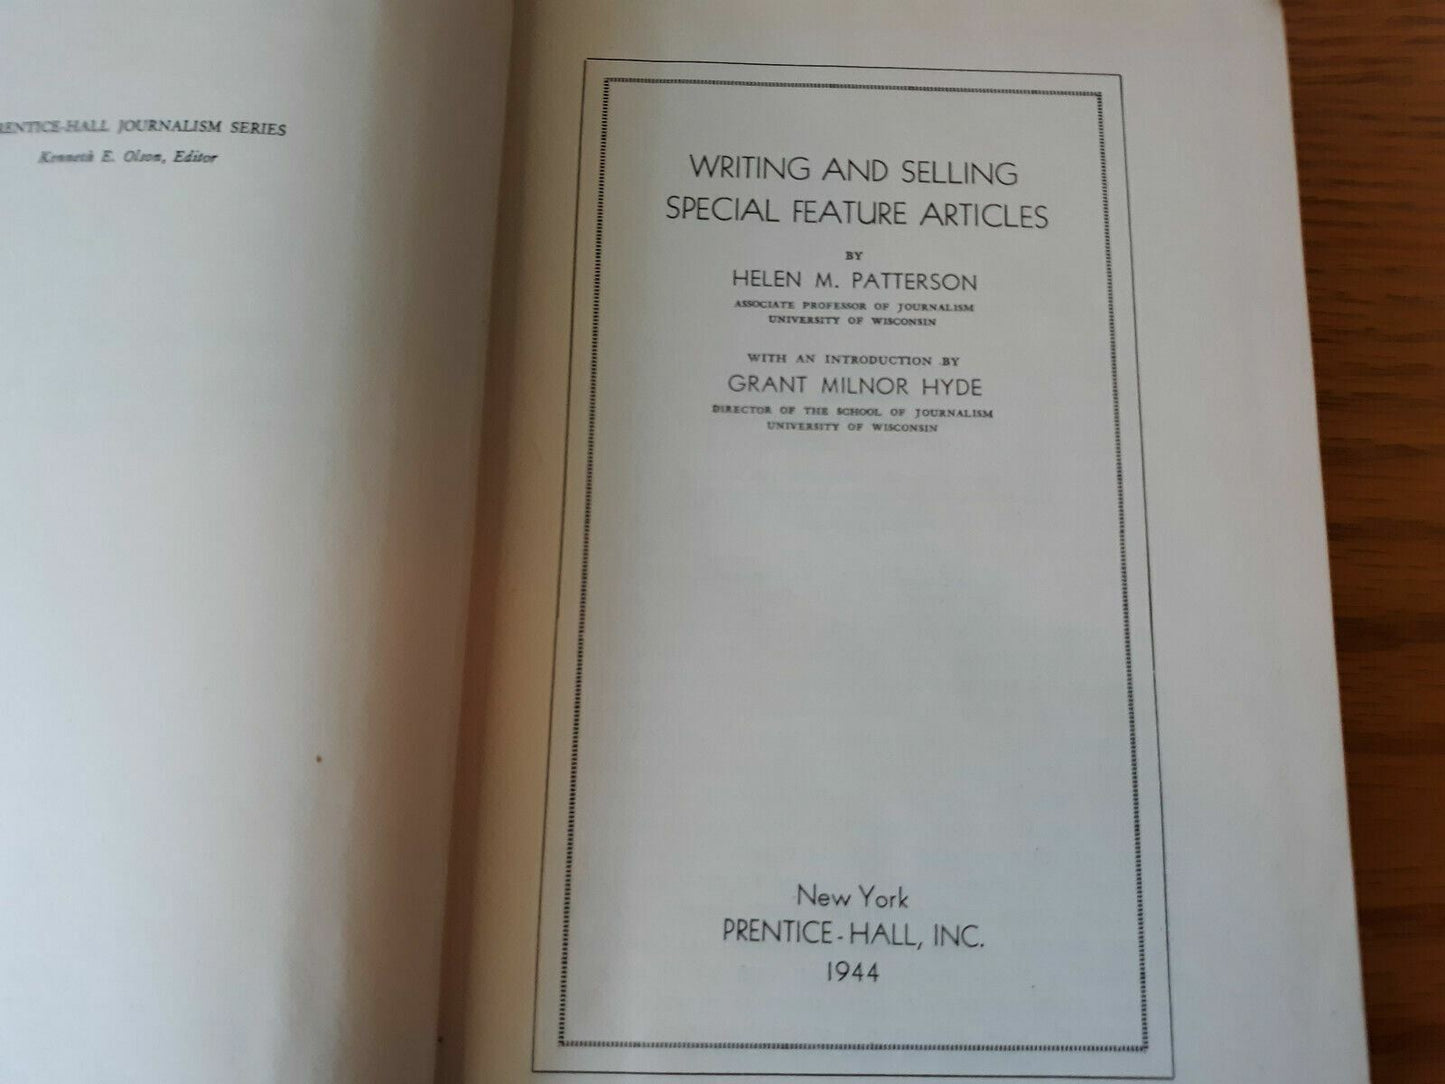 RENTICE-HALL JOURNALISM SERIES
Kenneth E. Olson, Editor
WRITING AND SELLING
SPECIAL FEATURE ARTICLES
BY
HELEN M. PATTERSON
ASSOCIATE PROFESSOR OF JOURNALISM
UNIVERSITY OF WISCONSIN
WITH AN INTRODUCTION BY
GRANT MILNOR HYDE
DIRECTOR OF THE SCHOOL OF JOURNALISM
UNIVERSITY OF WISCONSIN
New York
PRENTICE-HALL, INC.
1944